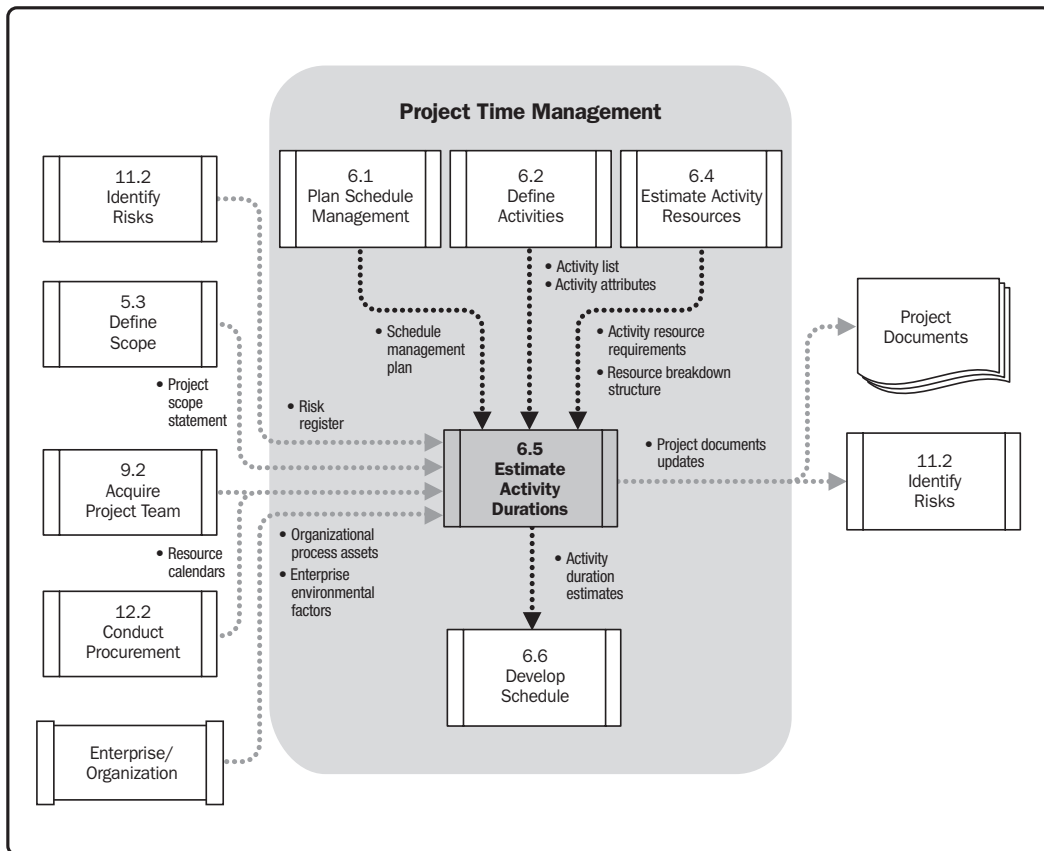 Project Time Management
11.2
Identify
Risks
6.1
Plan Schedule
Management
6.2
Define
Activities
6.4
Estimate Activity
Resources
• Activity list
• Activity attributes
5.3
Define
Scope
• Schedule
management
plan
• Activity resource
requirements
• Resource breakdown
structure
Project
Documents
• Project
scope
statement
• Risk
register
9.2
Acquire
Project Team
6.5
Estimate
Activity
Durations
• Project documents
updates
11.2
Identify
Risks
• Resource
calendars
• Organizational
process assets
• Enterprise
environmental
factors
• Activity
duration
estimates
12.2
Conduct
Procurement
6.6
Develop
Schedule
Enterprise/
Organization